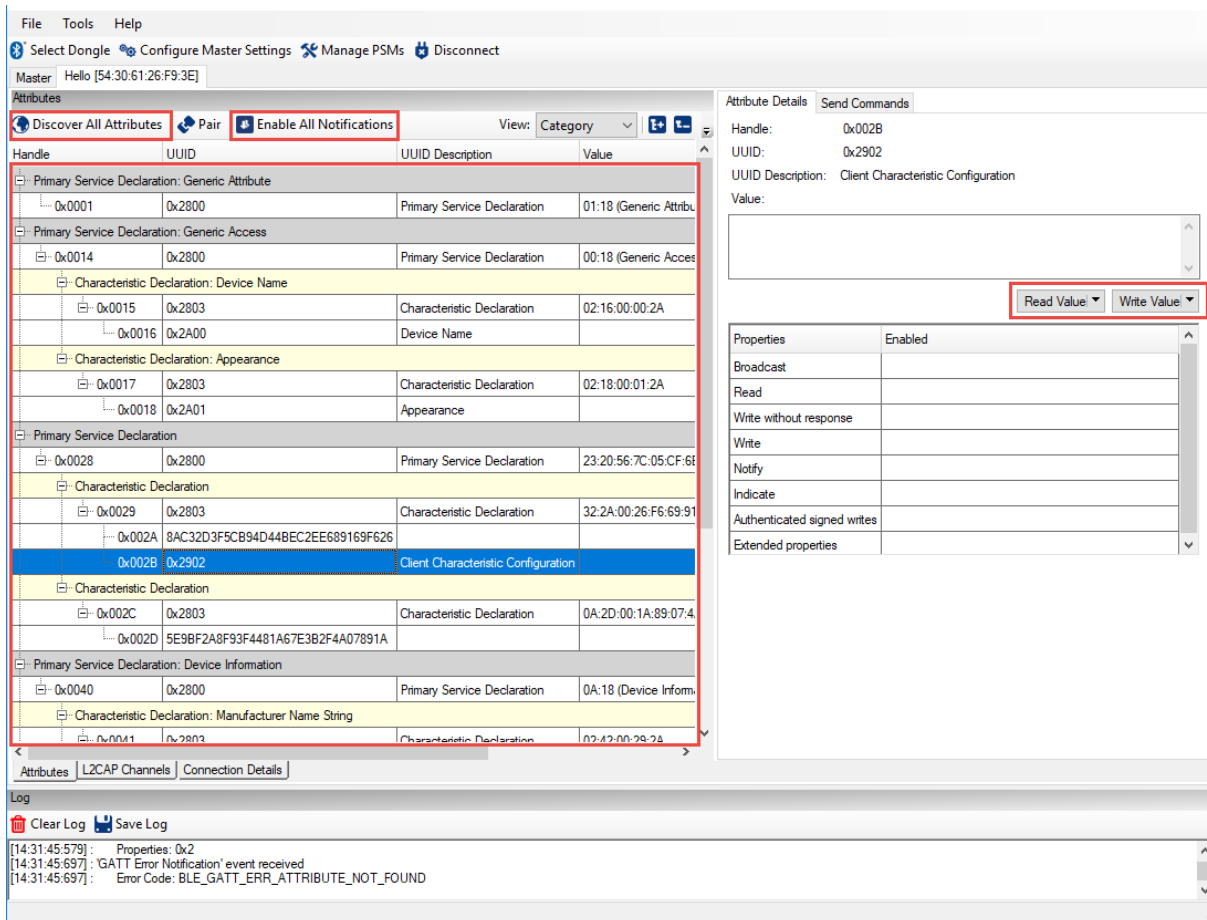 File Tools Help
Select Dongle Configure Master Settings Manage PSMs Disconnect
Master Hello [54:30:61:26:F9:3E]
Attributes
Discover All Attributes Pair Enable All Notifications View: Category
Handle UUID UUID Description Value
Primary Service Declaration: Generic Attribute
0x0001 0x2800 Primary Service Declaration 01:18 (Generic Attribu
Primary Service Declaration: Generic Access
0x0014 0x2800 Primary Service Declaration 00:18 (Generic Acces
Characteristic Declaration: Device Name
0x0015 0x2803 Characteristic Declaration 02:16:00:00:2A
0x0016 0x2A00 Device Name
Characteristic Declaration: Appearance
0x0017 0x2803 Characteristic Declaration 02:18:00:01:2A
0x0018 0x2A01 Appearance
Primary Service Declaration
0x0028 0x2800 Primary Service Declaration 23:20:56:7C:05:CF:6E
Characteristic Declaration
0x0029 0x2803 Characteristic Declaration 32:2A:00:26:F6:69:91
0x002A 8AC32D3F5CB94D44BEC2EE689169F626
0x002B 0x2902 Client Characteristic Configuration
Characteristic Declaration
0x002C 0x2803 Characteristic Declaration 0A:2D:00:1A:89:07:4
0x002D 5E9BF2A8F93F4481A67E3B2F4A07891A
Primary Service Declaration: Device Information
0x0040 0x2800 Primary Service Declaration 0A:18 (Device Inform
Characteristic Declaration: Manufacturer Name String
0x0041 0x2803 Characteristic Declaration 02:42:00:29:2A
Attributes L2CAP Channels Connection Details
Attribute Details Send Commands
Handle: 0x002B
UUID: 0x2902
UUID Description: Client Characteristic Configuration
Value:
Read Value Write Value
Properties Enabled
Broadcast
Read
Write without response
Write
Notify
Indicate
Authenticated signed writes
Extended properties
Log
Clear Log Save Log
[14:31:45:579] : Properties: 0x2
[14:31:45:697] : 'GATT Error Notification' event received
[14:31:45:697] : Error Code: BLE_GATT_ERR_ATTRIBUTE_NOT_FOUND